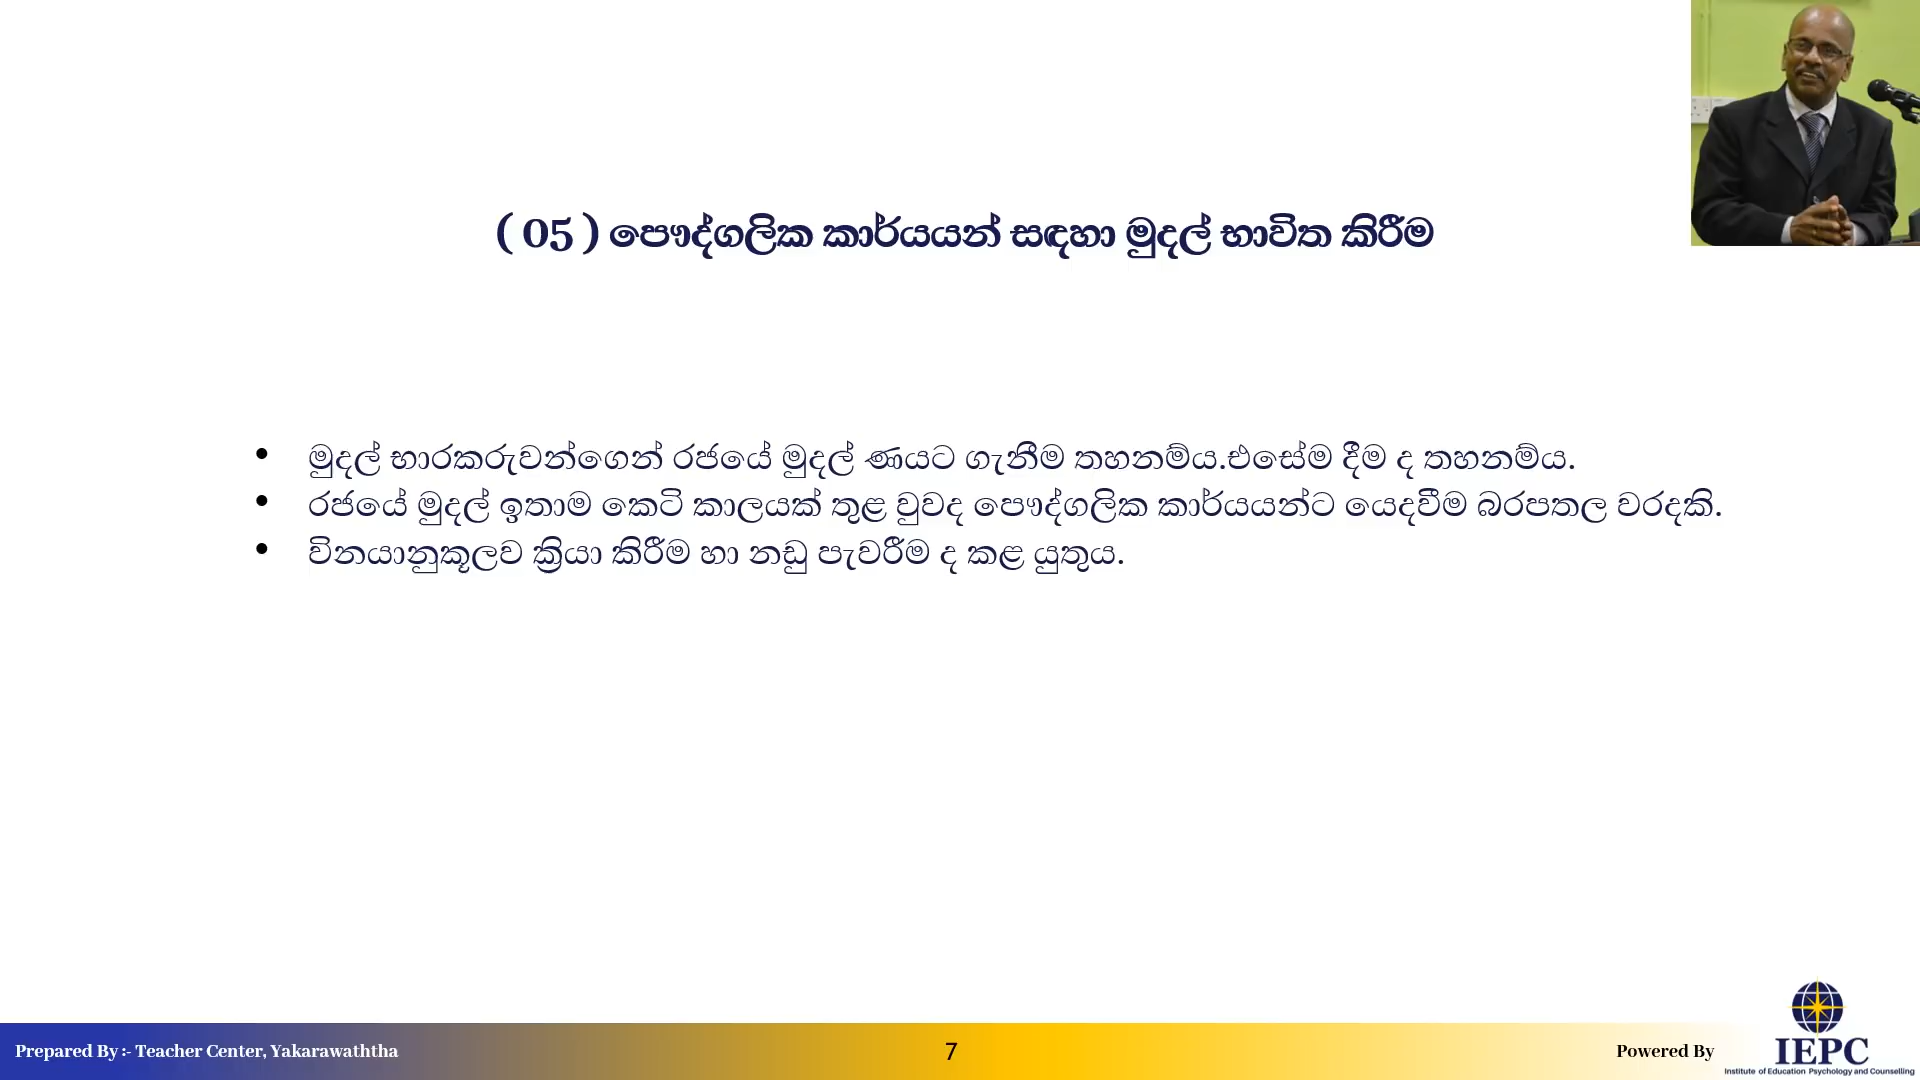 ( 05 ) පෞද්ගලික කාර්යයන් සඳහා මුදල් භාවිත කිරීම
• මුදල් භාරකරුවන්ගෙන් රජයේ මුදල් ණයට ගැනීම තහනම්ය.එසේම දීම ද තහනම්ය.
• රජයේ මුදල් ඉතාම කෙටි කාලයක් තුළ වුවද පෞද්ගලික කාර්යයන්ට යෙදවීම බරපතල වරදකි.
• විනයානුකූලව ක්‍රියා කිරීම හා නඩු පැවරීම ද කළ යුතුය.
Prepared By :- Teacher Center, Yakarawaththa
7
Powered By
IEPC
Institute of Education Psychology and Counselling